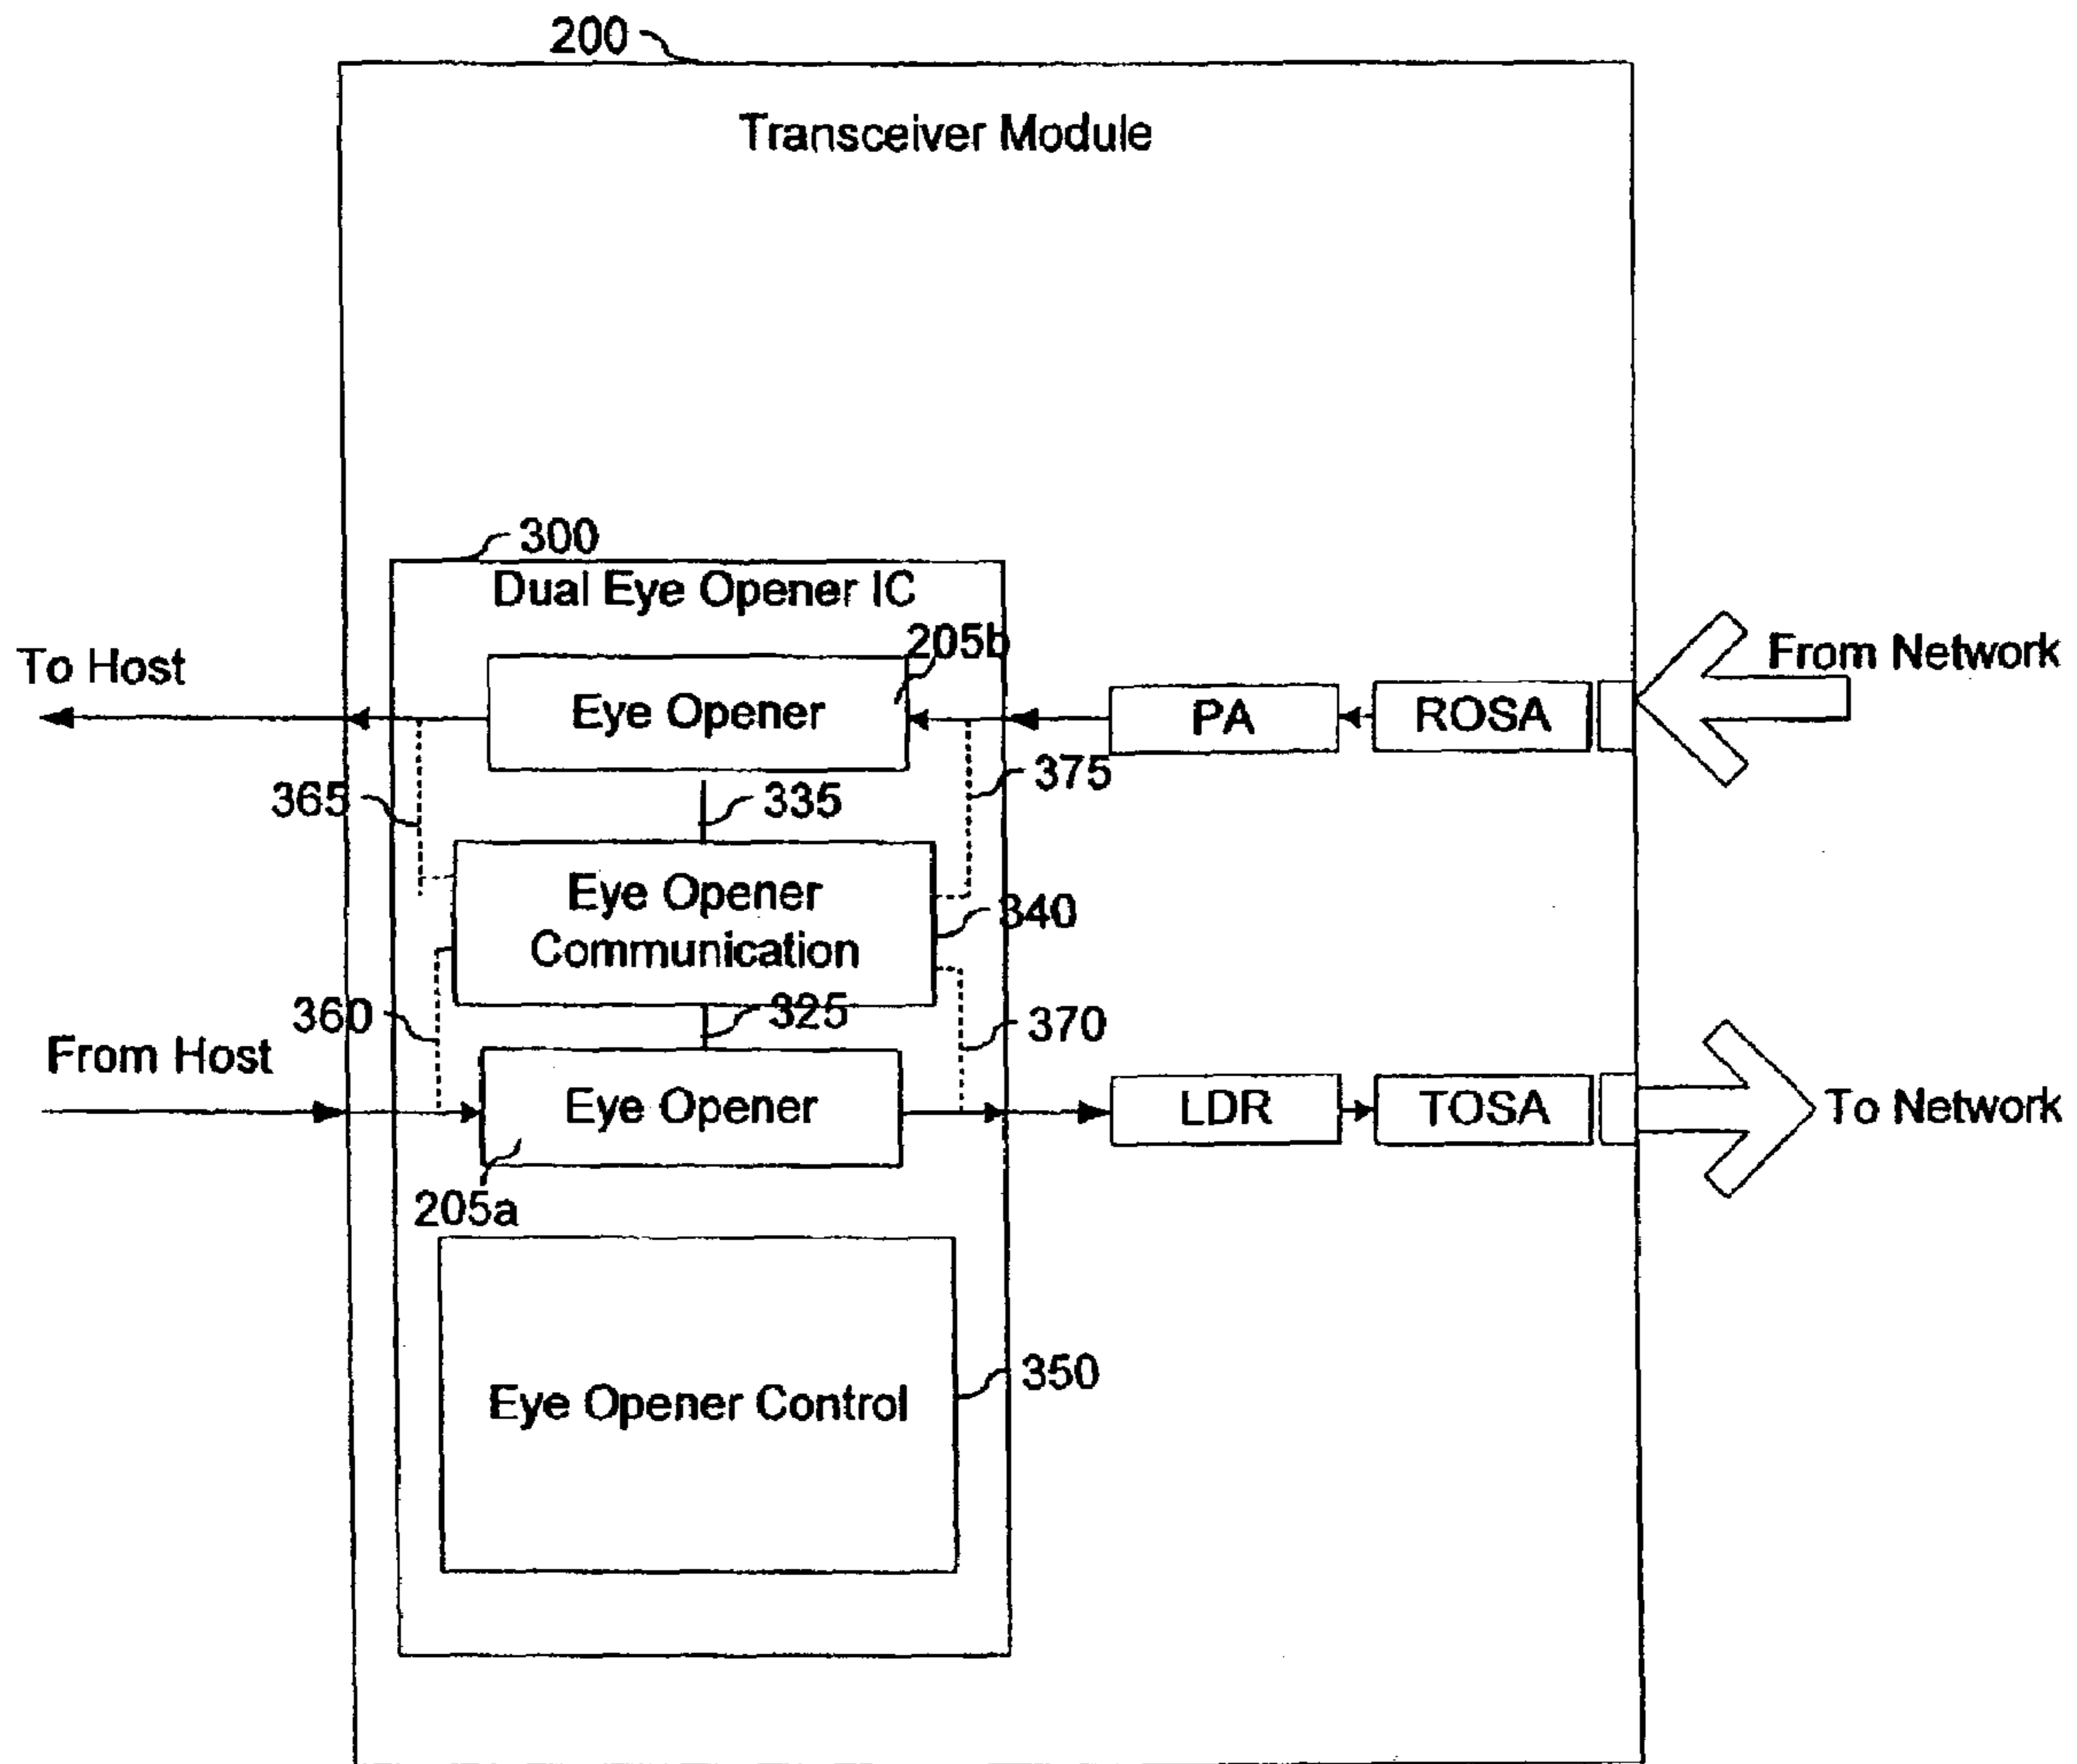 200
Transceiver Module
300
Dual Eye Opener IC
205b
To Host
From Network
Eye Opener
PA
ROSA
365
335
375
Eye Opener
Communication
340
360
325
370
From Host
Eye Opener
LDR
TOSA
To Network
205a
Eye Opener Control
350